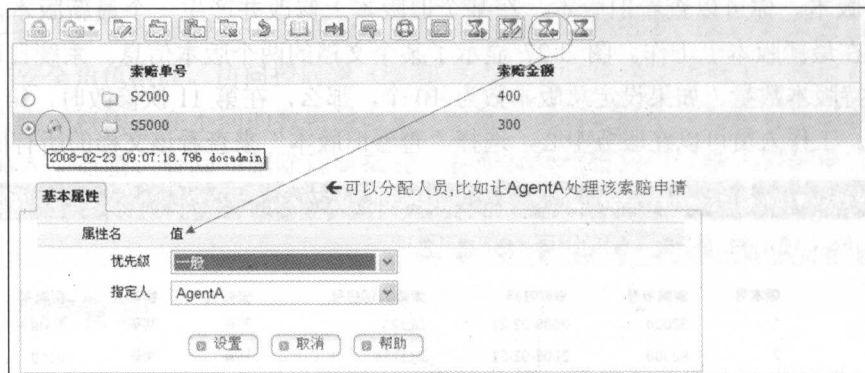 索赔单号 索赔金额
S2000 400
S5000 300
2008-02-23 09:07:18.796 docadmin
←可以分配人员,比如让AgentA处理该索赔申请
基本属性
属性名 值
优先级 一般
指定人 AgentA
设置 取消 帮助